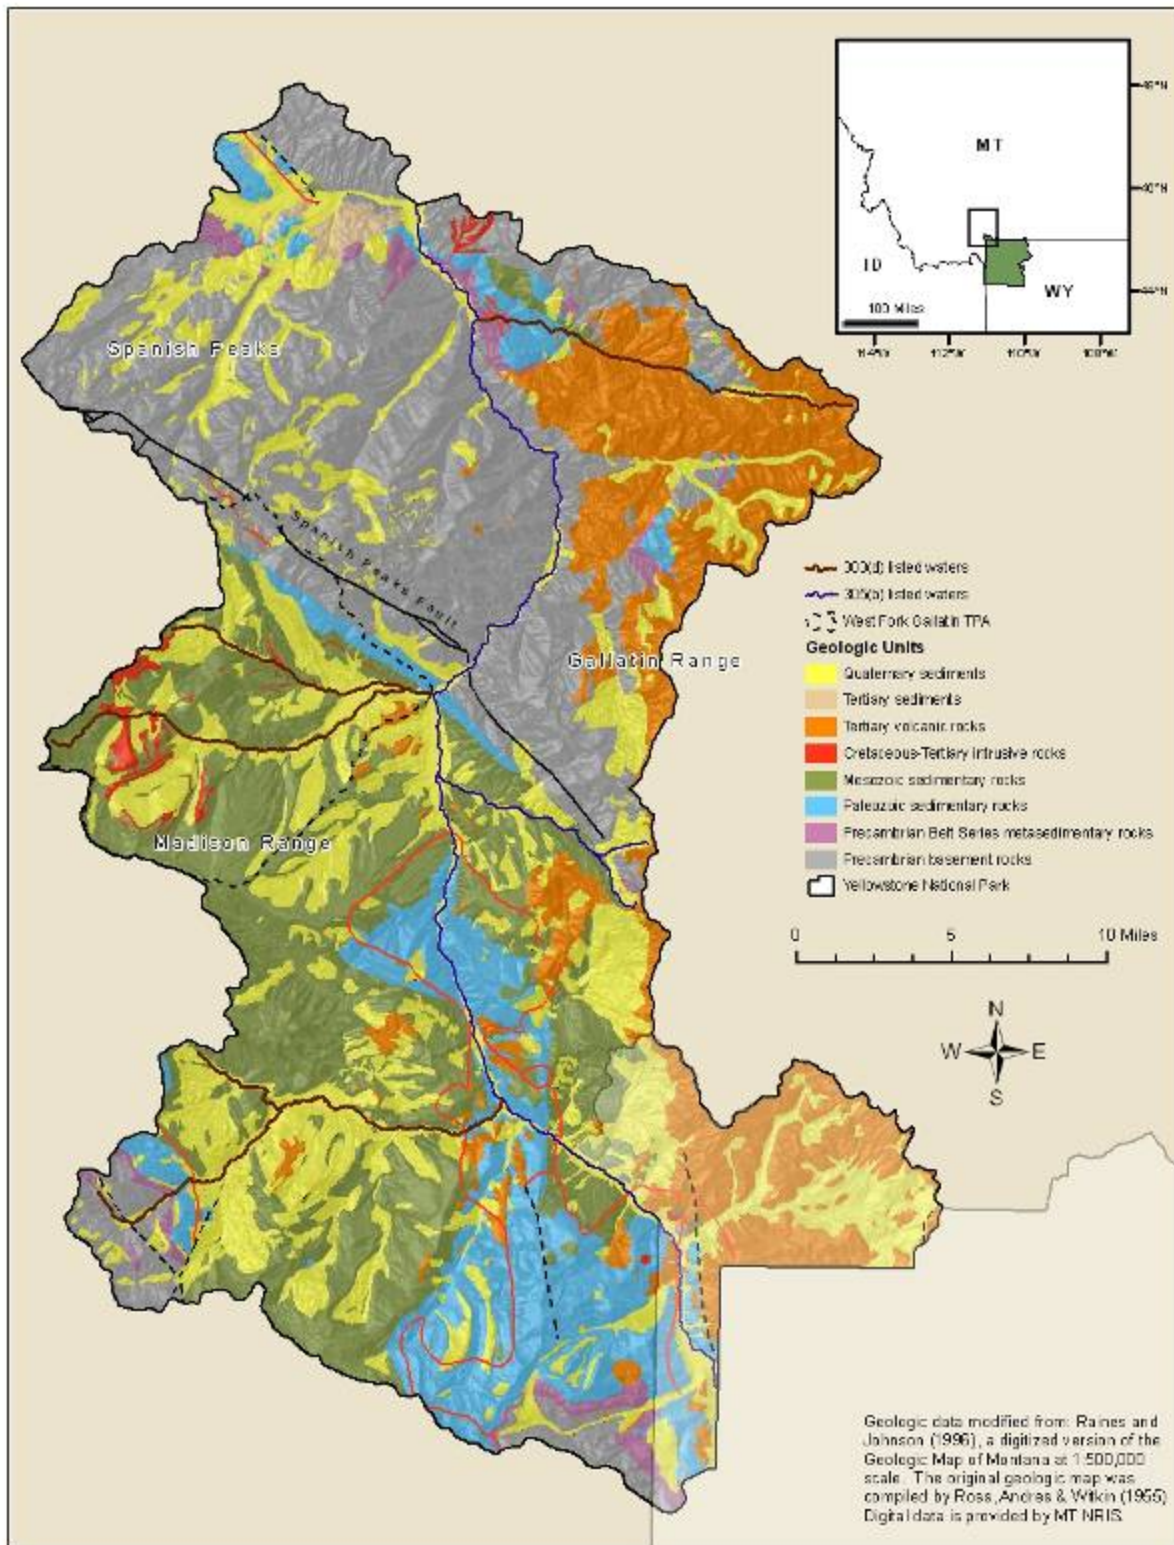 MT
ID
WY
100 Miles
46°N
44°N
112°W
110°W
Spanish Peaks
Spanish Peaks Fault
Gallatin Range
Madison Range
303(d) listed waters
305(b) listed waters
West Fork Gallatin TPA
Geologic Units
Quaternary sediments
Tertiary sediments
Tertiary volcanic rocks
Cretaceous-Tertiary intrusive rocks
Mesozoic sedimentary rocks
Paleozoic sedimentary rocks
Precambrian Belt Series metasedimentary rocks
Precambrian basement rocks
Yellowstone National Park
0 5 10 Miles
N
W E
S
Geologic data modified from: Raines and
Johnson (1996), a digitized version of the
Geologic Map of Montana at 1:500,000
scale. The original geologic map was
compiled by Ross, Andres & Witkin (1955)
Digital data is provided by MT NRIS.